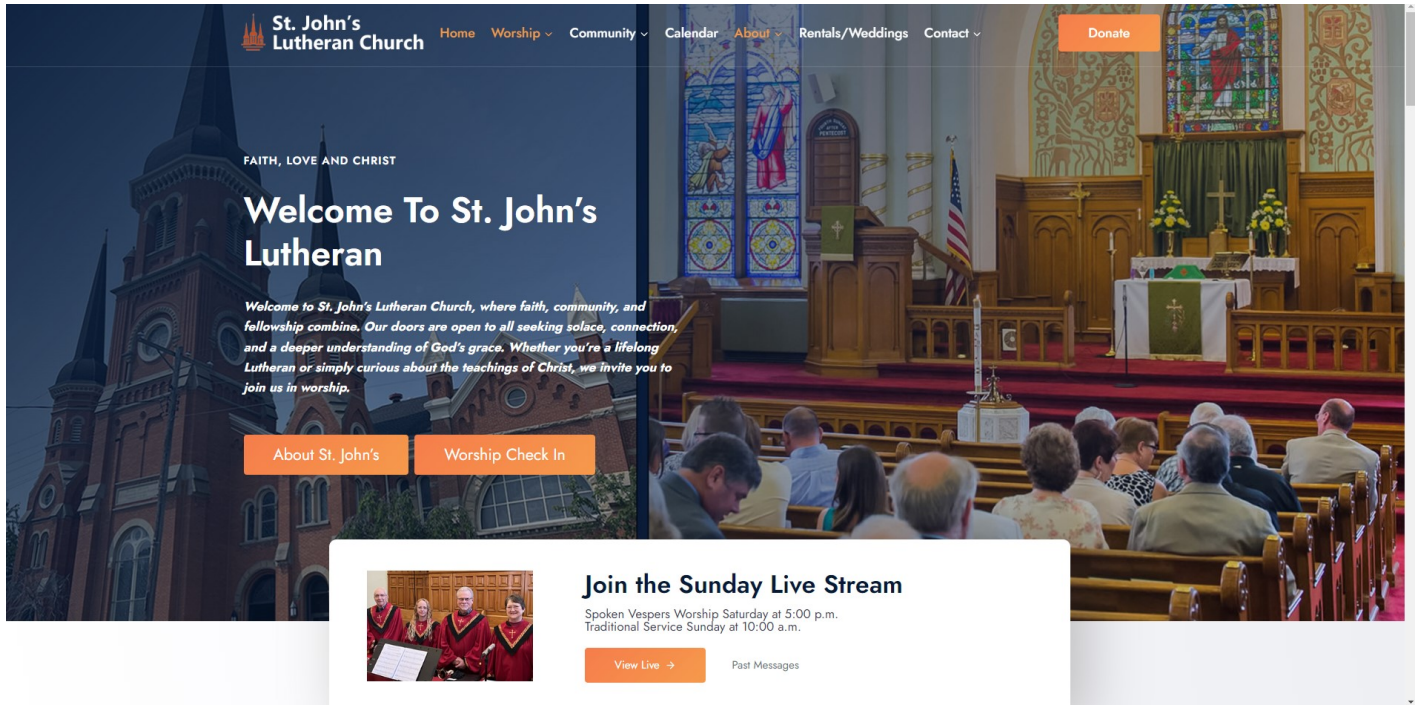 St. John's
Lutheran Church
Home Worship Community Calendar About Rentals/Weddings Contact Donate
FAITH, LOVE AND CHRIST
Welcome To St. John's
Lutheran
Welcome to St. John's Lutheran Church, where faith, community, and
fellowship combine. Our doors are open to all seeking solace, connection,
and a deeper understanding of God's grace. Whether you're a lifelong
Lutheran or simply curious about the teachings of Christ, we invite you to
join us in worship.
About St. John's Worship Check In
PENTECOST
Join the Sunday Live Stream
Spoken Vespers Worship Saturday at 5:00 p.m.
Traditional Service Sunday at 10:00 a.m.
View Live → Past Messages